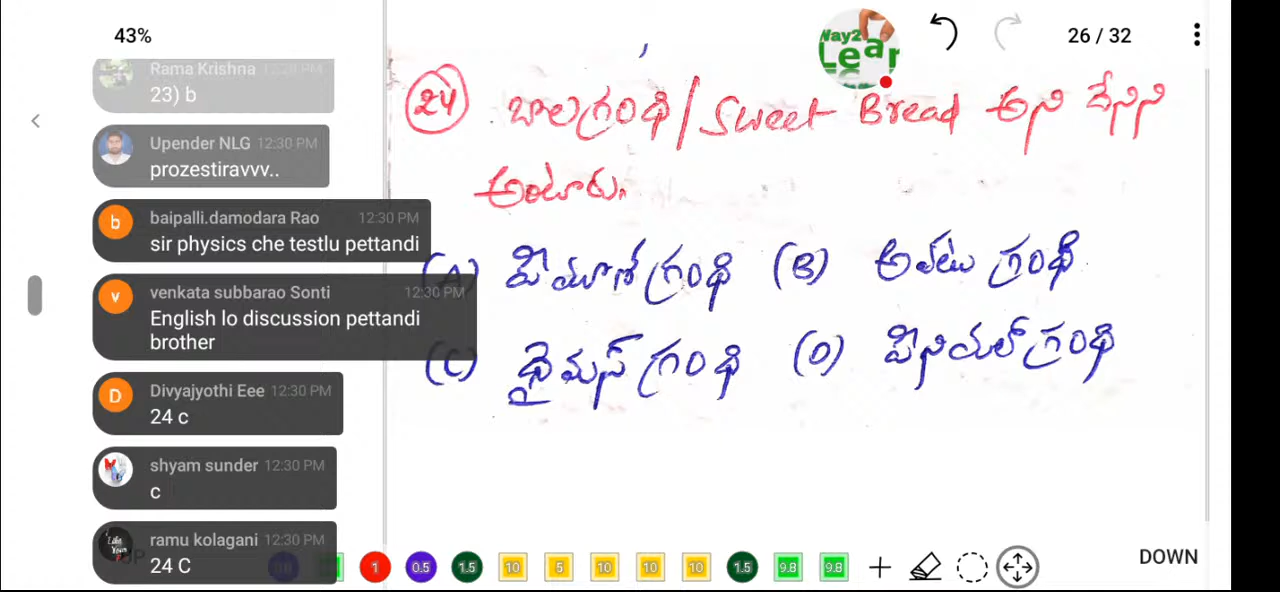 43%
Way2
Lear
26 / 32
Rama Krishna 12:29 PM
23) b
Upender NLG 12:30 PM
prozestiravvv..
b
baipalli.damodara Rao 12:30 PM
sir physics che testlu pettandi
v
venkata subbarao Sonti 12:30 PM
English lo discussion pettandi
brother
D
Divyajyothi Eee 12:30 PM
24 c
shyam sunder 12:30 PM
c
ramu kolagani 12:30 PM
24 C
24 బాలగ్రంథి / Sweet Bread అని దేనిని
అంటారు.
(A) పియూషగ్రంథి (B) అవటు గ్రంథి
(C) థైమస్ గ్రంథి (D) పీనియల్ గ్రంథి
1 0.5 1.5 10 5 10 10 10 1.5 9.8 9.8
DOWN